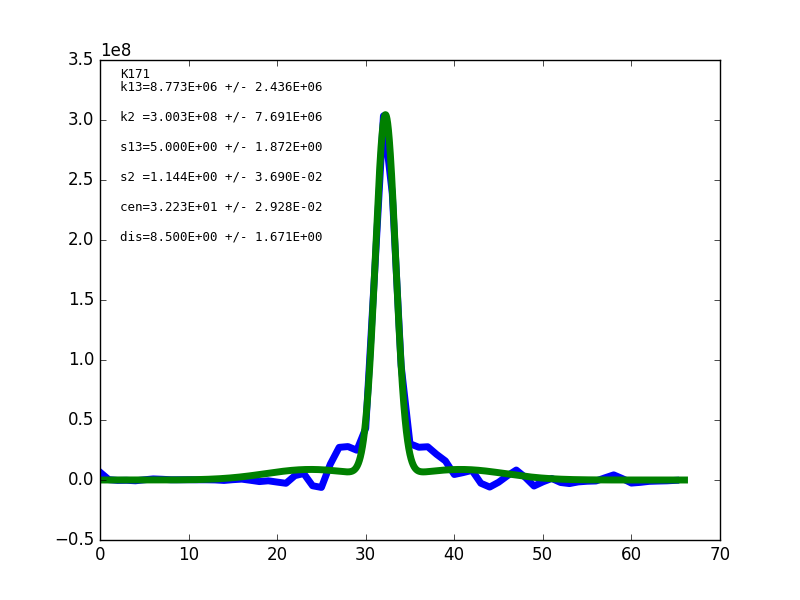 1e8
3.5
3.0
2.5
2.0
1.5
1.0
0.5
0.0
−0.5
K171
k13=8.773E+06 +/- 2.436E+06
k2 =3.003E+08 +/- 7.691E+06
s13=5.000E+00 +/- 1.872E+00
s2 =1.144E+00 +/- 3.690E-02
cen=3.223E+01 +/- 2.928E-02
dis=8.500E+00 +/- 1.671E+00
0 10 20 30 40 50 60 70